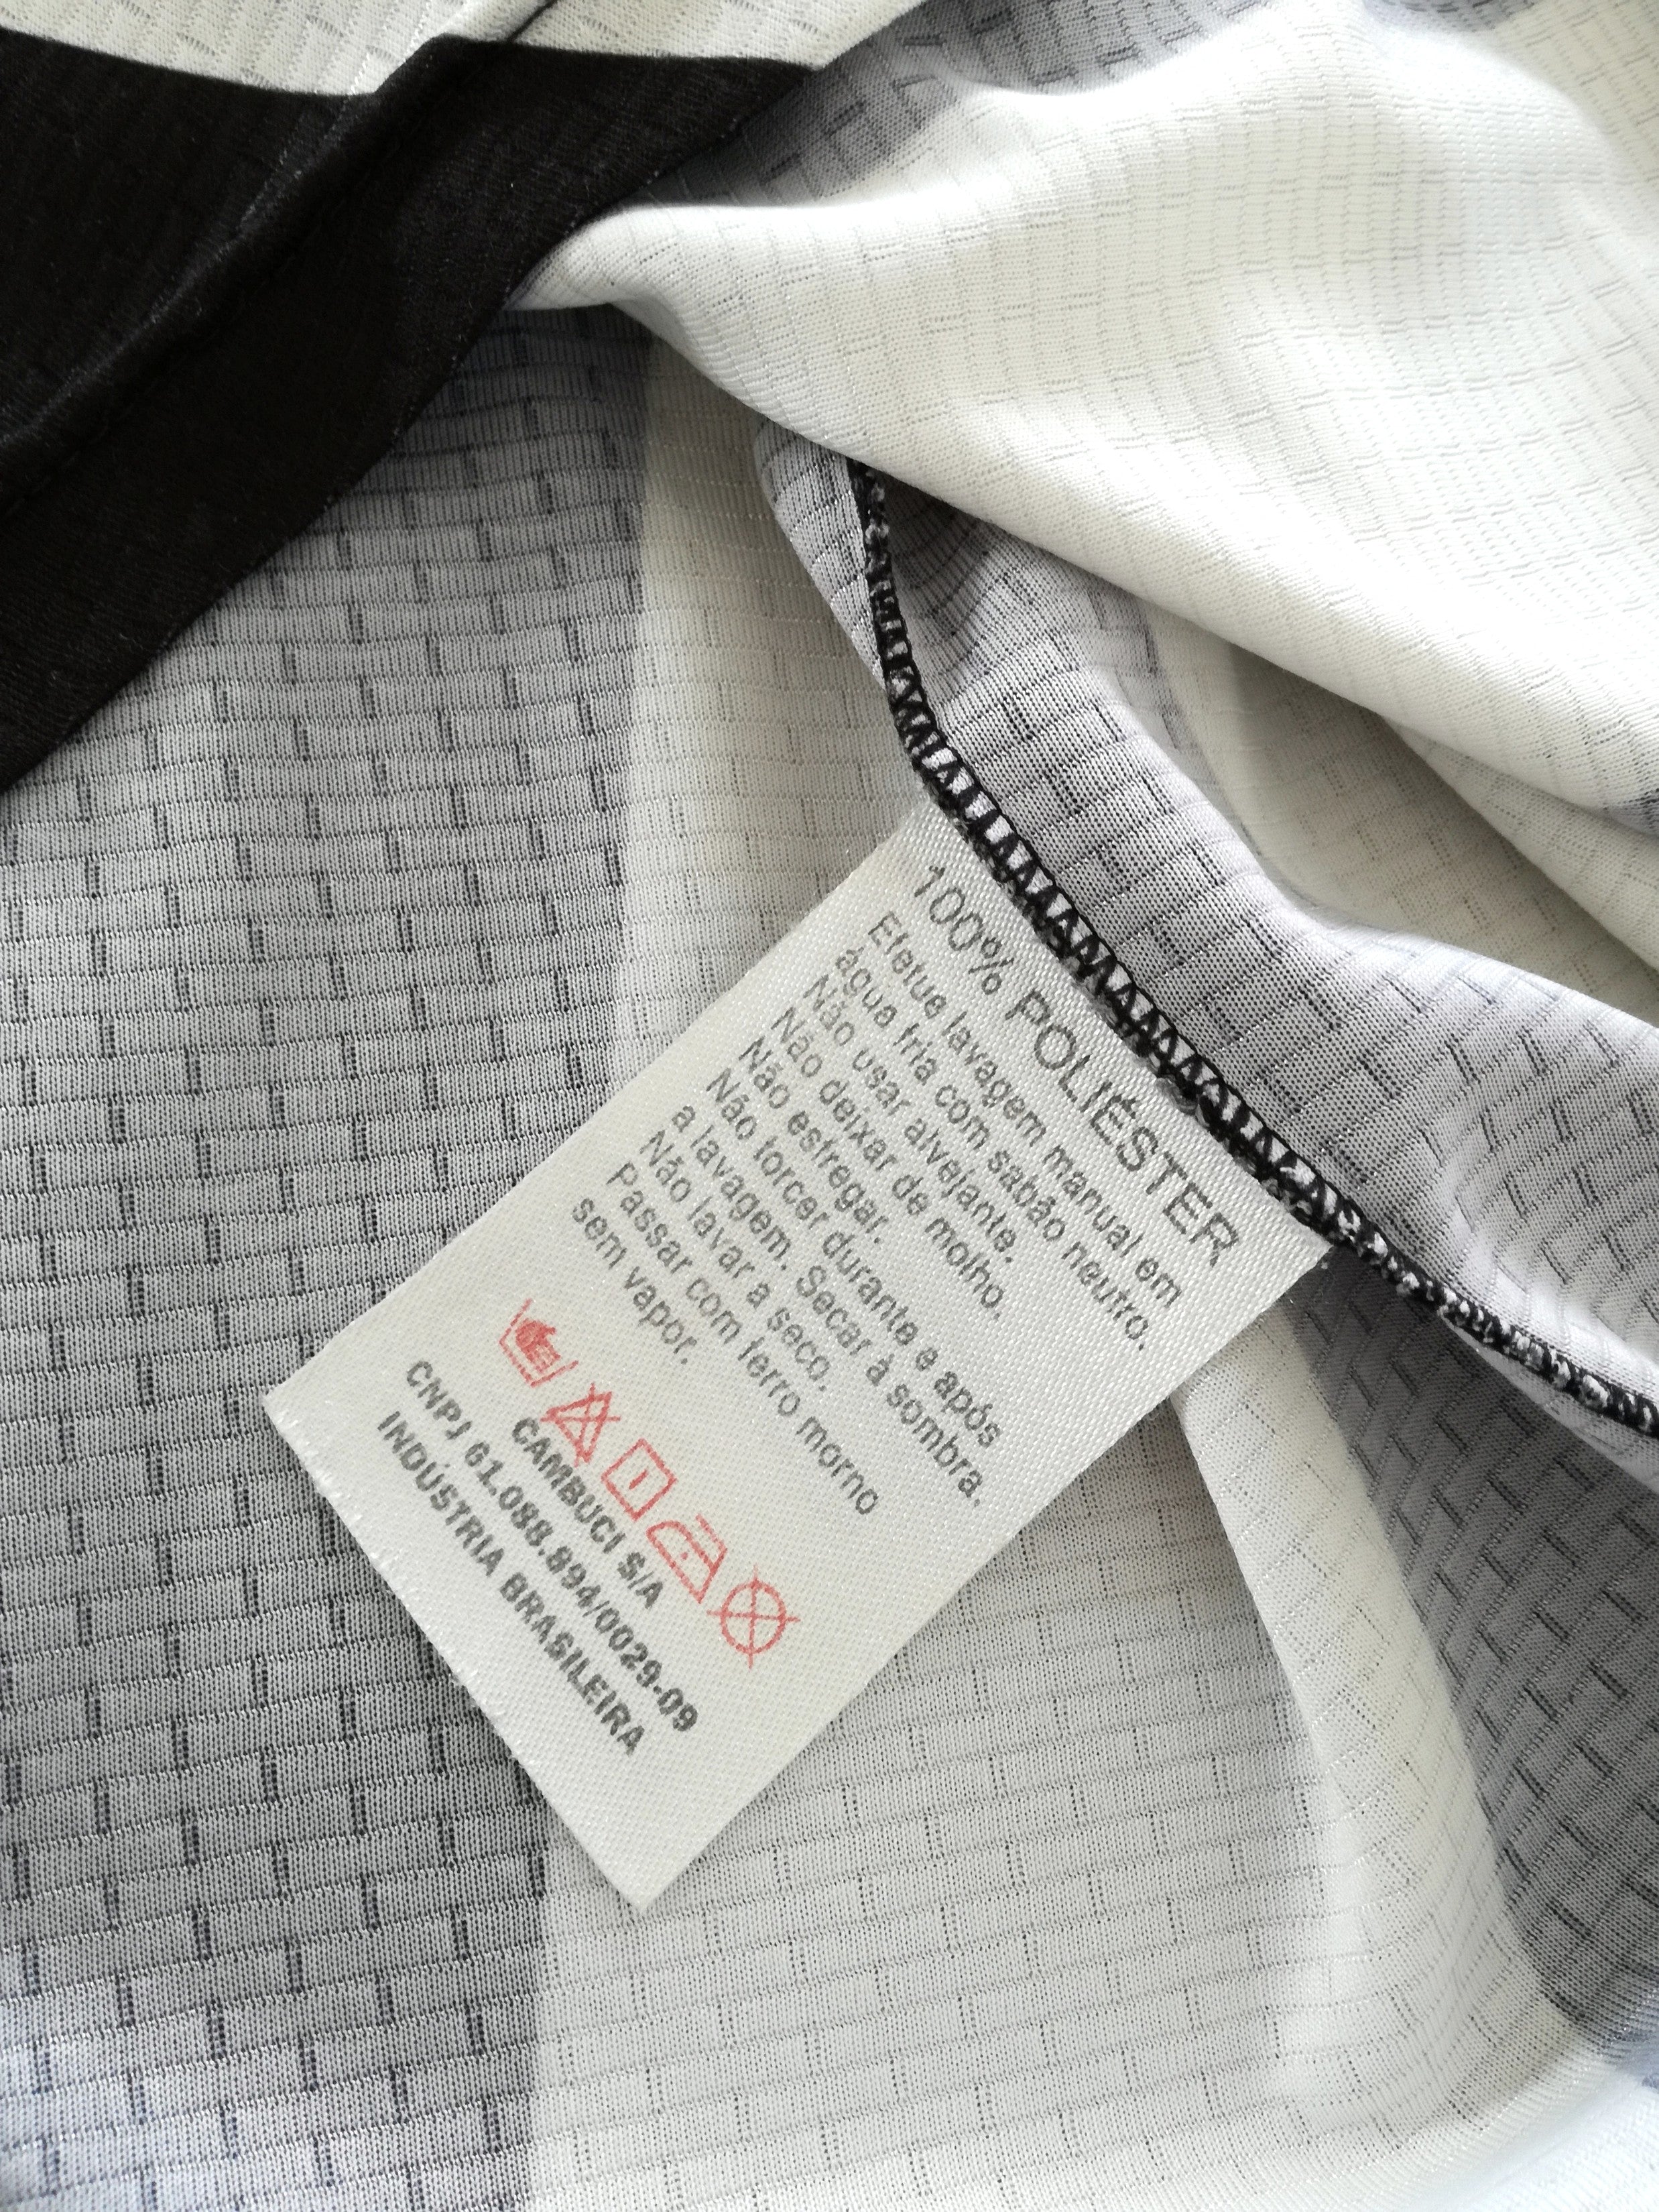 100% POLIÉSTER
Efetue lavagem manual em
água fria com sabão neutro.
Não usar alvejante.
Não deixar de molho.
Não esfregar.
Não torcer durante e após
a lavagem. Secar à sombra.
Não lavar a seco.
Passar com ferro morno
sem vapor.
CAMBUCI S/A
CNPJ 61.088.894/0029-09
INDÚSTRIA BRASILEIRA